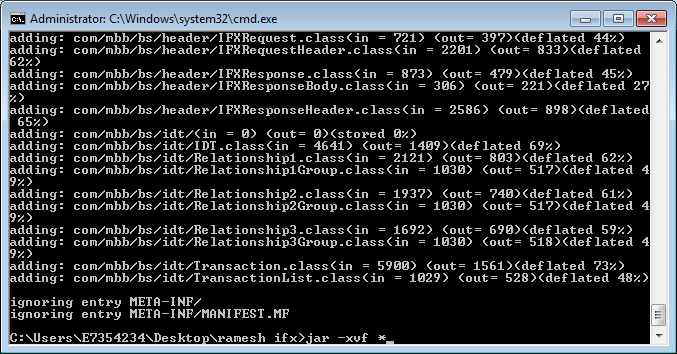 Administrator: C:\Windows\system32\cmd.exe
adding: com/mbb/bs/header/IFXRequest.class(in = 721) (out= 397)(deflated 44%)
adding: com/mbb/bs/header/IFXRequestHeader.class(in = 2201) (out= 833)(deflated
62%)
adding: com/mbb/bs/header/IFXResponse.class(in = 873) (out= 479)(deflated 45%)
adding: com/mbb/bs/header/IFXResponseBody.class(in = 306) (out= 221)(deflated 27
%)
adding: com/mbb/bs/header/IFXResponseHeader.class(in = 2586) (out= 898)(deflated
65%)
adding: com/mbb/bs/idt/(in = 0) (out= 0)(stored 0%)
adding: com/mbb/bs/idt/IDT.class(in = 4641) (out= 1409)(deflated 69%)
adding: com/mbb/bs/idt/Relationship1.class(in = 2121) (out= 803)(deflated 62%)
adding: com/mbb/bs/idt/Relationship1Group.class(in = 1030) (out= 517)(deflated 4
9%)
adding: com/mbb/bs/idt/Relationship2.class(in = 1937) (out= 740)(deflated 61%)
adding: com/mbb/bs/idt/Relationship2Group.class(in = 1030) (out= 517)(deflated 4
9%)
adding: com/mbb/bs/idt/Relationship3.class(in = 1692) (out= 690)(deflated 59%)
adding: com/mbb/bs/idt/Relationship3Group.class(in = 1030) (out= 518)(deflated 4
9%)
adding: com/mbb/bs/idt/Transaction.class(in = 5900) (out= 1561)(deflated 73%)
adding: com/mbb/bs/idt/TransactionList.class(in = 1029) (out= 528)(deflated 48%)
ignoring entry META-INF/
ignoring entry META-INF/MANIFEST.MF
C:\Users\E7354234\Desktop\ramesh ifx>jar -xvf *_